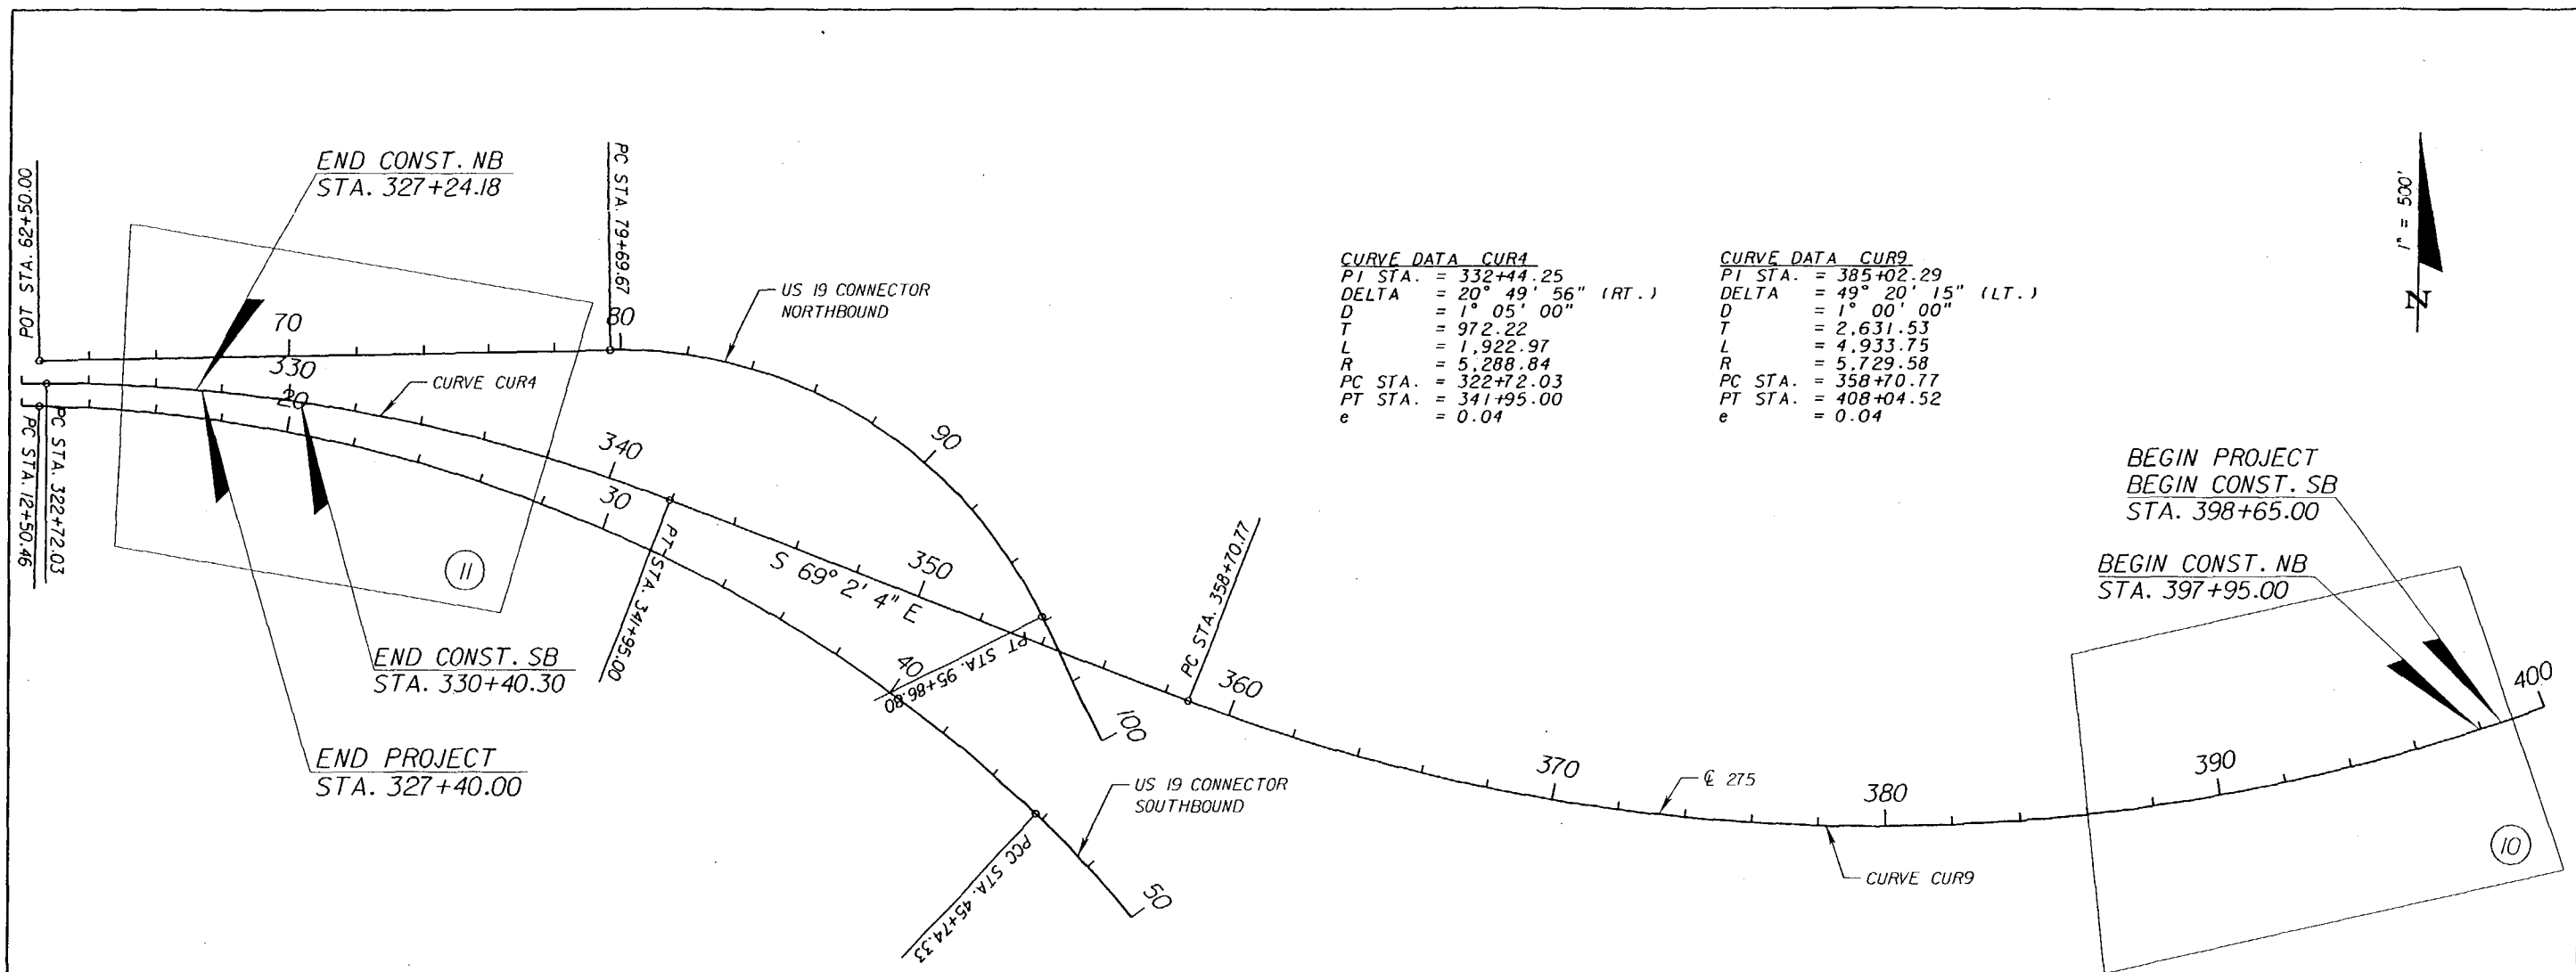 END CONST. NB
STA. 327+24.18
POT STA. 62+50.00
PC STA. 79+69.67
US 19 CONNECTOR
NORTHBOUND
70
80
330
20
CURVE CUR4
PC STA. 12+50.46
PC STA. 322+72.03
11
340
30
90
PT STA. 341+95.00
S 69° 2' 4" E
350
END CONST. SB
STA. 330+40.30
END PROJECT
STA. 327+40.00
40
PT STA. 95+86.80
100
PC STA. 358+70.77
360
US 19 CONNECTOR
SOUTHBOUND
PCC STA. 45+74.33
50
CURVE DATA CUR4
PI STA. = 332+44.25
DELTA = 20° 49' 56" (RT.)
D = 1° 05' 00"
T = 972.22
L = 1,922.97
R = 5,288.84
PC STA. = 322+72.03
PT STA. = 341+95.00
e = 0.04
CURVE DATA CUR9
PI STA. = 385+02.29
DELTA = 49° 20' 15" (LT.)
D = 1° 00' 00"
T = 2,631.53
L = 4,933.75
R = 5,729.58
PC STA. = 358+70.77
PT STA. = 408+04.52
e = 0.04
1" = 500'
N
BEGIN PROJECT
BEGIN CONST. SB
STA. 398+65.00
BEGIN CONST. NB
STA. 397+95.00
370
℄ 275
380
390
400
CURVE CUR9
10